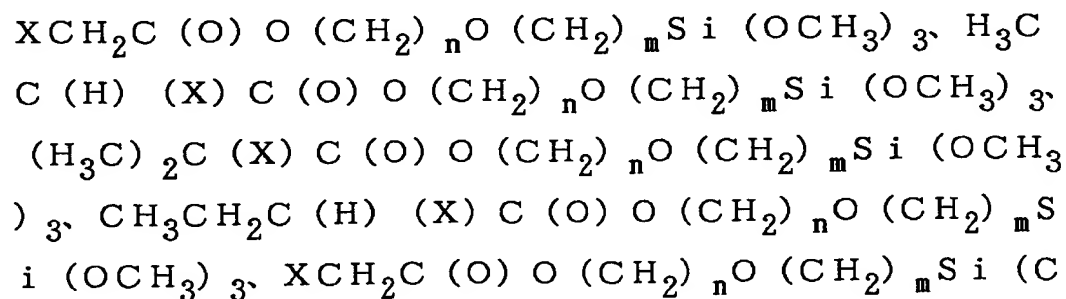 XCH₂C(O)O(CH₂)ₙO(CH₂)ₘSi(OCH₃)₃、H₃C
C(H)(X)C(O)O(CH₂)ₙO(CH₂)ₘSi(OCH₃)₃、
(H₃C)₂C(X)C(O)O(CH₂)ₙO(CH₂)ₘSi(OCH₃
)₃、CH₃CH₂C(H)(X)C(O)O(CH₂)ₙO(CH₂)ₘS
i(OCH₃)₃、XCH₂C(O)O(CH₂)ₙO(CH₂)ₘSi(C